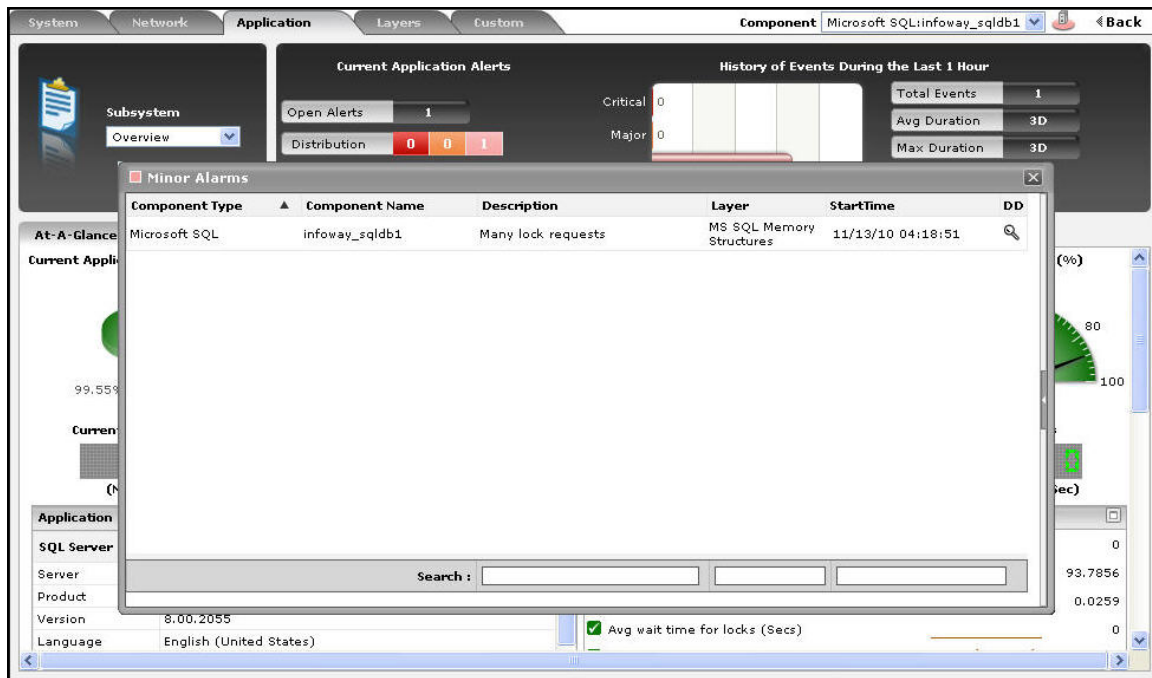 System Network Application Layers Custom Component Microsoft SQL:infoway_sqldb1 Back
Current Application Alerts History of Events During the Last 1 Hour
Subsystem
Overview
Open Alerts 1
Distribution 0 0 1
Critical 0
Major 0
Total Events 1
Avg Duration 3D
Max Duration 3D
Minor Alarms
Component Type Component Name Description Layer StartTime DD
Microsoft SQL infoway_sqldb1 Many lock requests MS SQL Memory Structures 11/13/10 04:18:51
At-A-Glance
Current Appli
(%)
80
100
99.55%
Curren
0
(N
Sec)
Application
SQL Server 0
Server 93.7856
Product 0.0259
Search :
Version 8.00.2055
Avg wait time for locks (Secs) 0
Language English (United States)